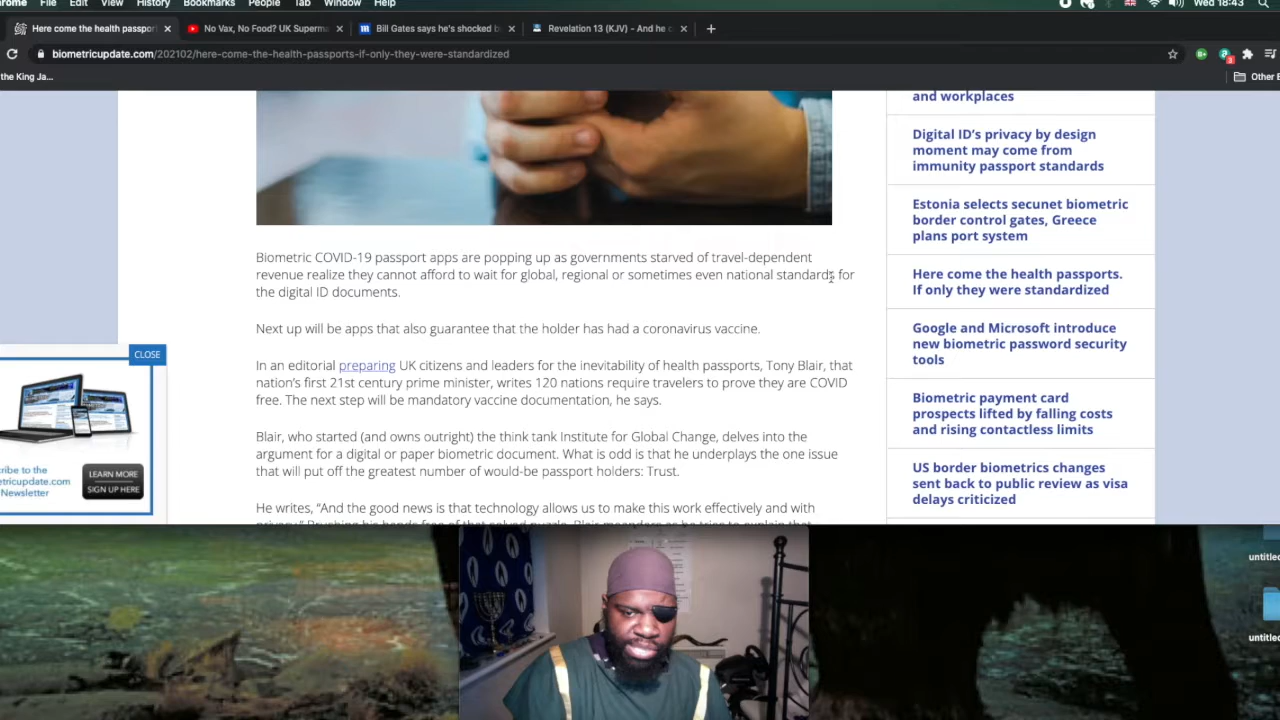 File Edit View History Bookmarks People Tab Window Help
Wed 18:43
Here come the health passpor
No Vax, No Food? UK Superma
Bill Gates says he's shocked b
Revelation 13 (KJV) - And he c
biometricupdate.com/202102/here-come-the-health-passports-if-only-they-were-standardized
the King Ja...
Other
and workplaces
Digital ID's privacy by design
moment may come from
immunity passport standards
Estonia selects secunet biometric
border control gates, Greece
plans port system
Here come the health passports.
If only they were standardized
Google and Microsoft introduce
new biometric password security
tools
Biometric payment card
prospects lifted by falling costs
and rising contactless limits
US border biometrics changes
sent back to public review as visa
delays criticized
Biometric COVID-19 passport apps are popping up as governments starved of travel-dependent
revenue realize they cannot afford to wait for global, regional or sometimes even national standards for
the digital ID documents.
Next up will be apps that also guarantee that the holder has had a coronavirus vaccine.
In an editorial preparing UK citizens and leaders for the inevitability of health passports, Tony Blair, that
nation's first 21st century prime minister, writes 120 nations require travelers to prove they are COVID
free. The next step will be mandatory vaccine documentation, he says.
Blair, who started (and owns outright) the think tank Institute for Global Change, delves into the
argument for a digital or paper biometric document. What is odd is that he underplays the one issue
that will put off the greatest number of would-be passport holders: Trust.
He writes, “And the good news is that technology allows us to make this work effectively and with
CLOSE
cribe to the
etricupdate.com
Newsletter
LEARN MORE
SIGN UP HERE
untitled
untitled